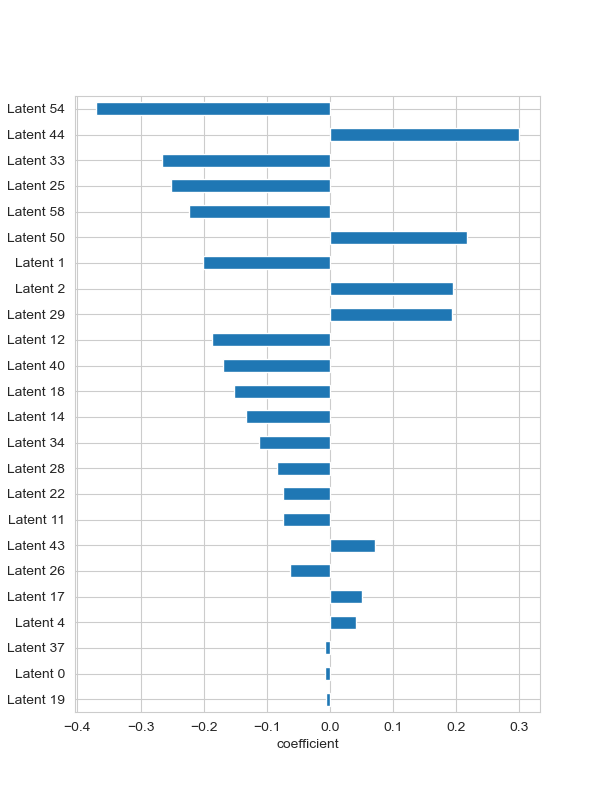 Latent 54
Latent 44
Latent 33
Latent 25
Latent 58
Latent 50
Latent 1
Latent 2
Latent 29
Latent 12
Latent 40
Latent 18
Latent 14
Latent 34
Latent 28
Latent 22
Latent 11
Latent 43
Latent 26
Latent 17
Latent 4
Latent 37
Latent 0
Latent 19
−0.4 −0.3 −0.2 −0.1 0.0 0.1 0.2 0.3
coefficient